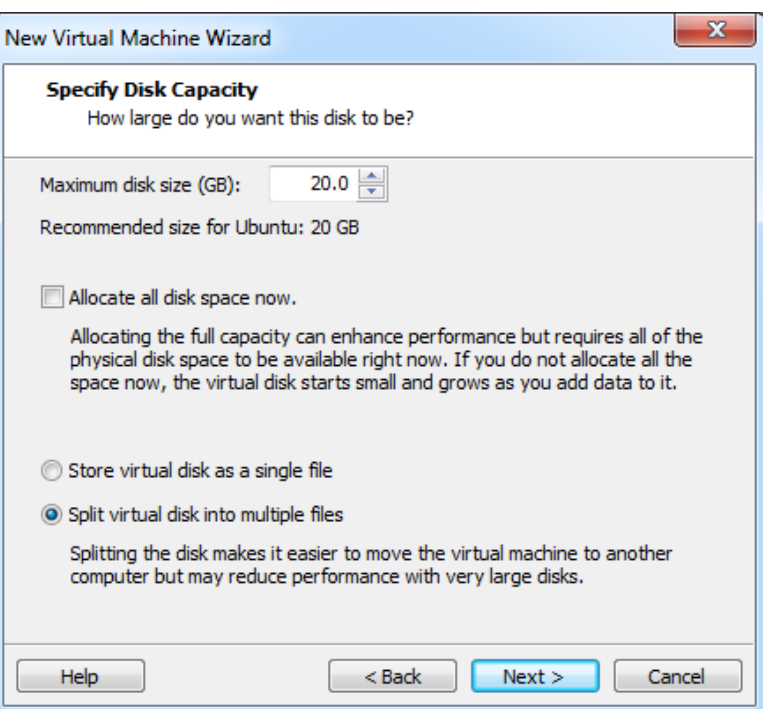 New Virtual Machine Wizard
x
Specify Disk Capacity
How large do you want this disk to be?
Maximum disk size (GB): 20.0
Recommended size for Ubuntu: 20 GB
Allocate all disk space now.
Allocating the full capacity can enhance performance but requires all of the
physical disk space to be available right now. If you do not allocate all the
space now, the virtual disk starts small and grows as you add data to it.
Store virtual disk as a single file
Split virtual disk into multiple files
Splitting the disk makes it easier to move the virtual machine to another
computer but may reduce performance with very large disks.
Help < Back Next > Cancel